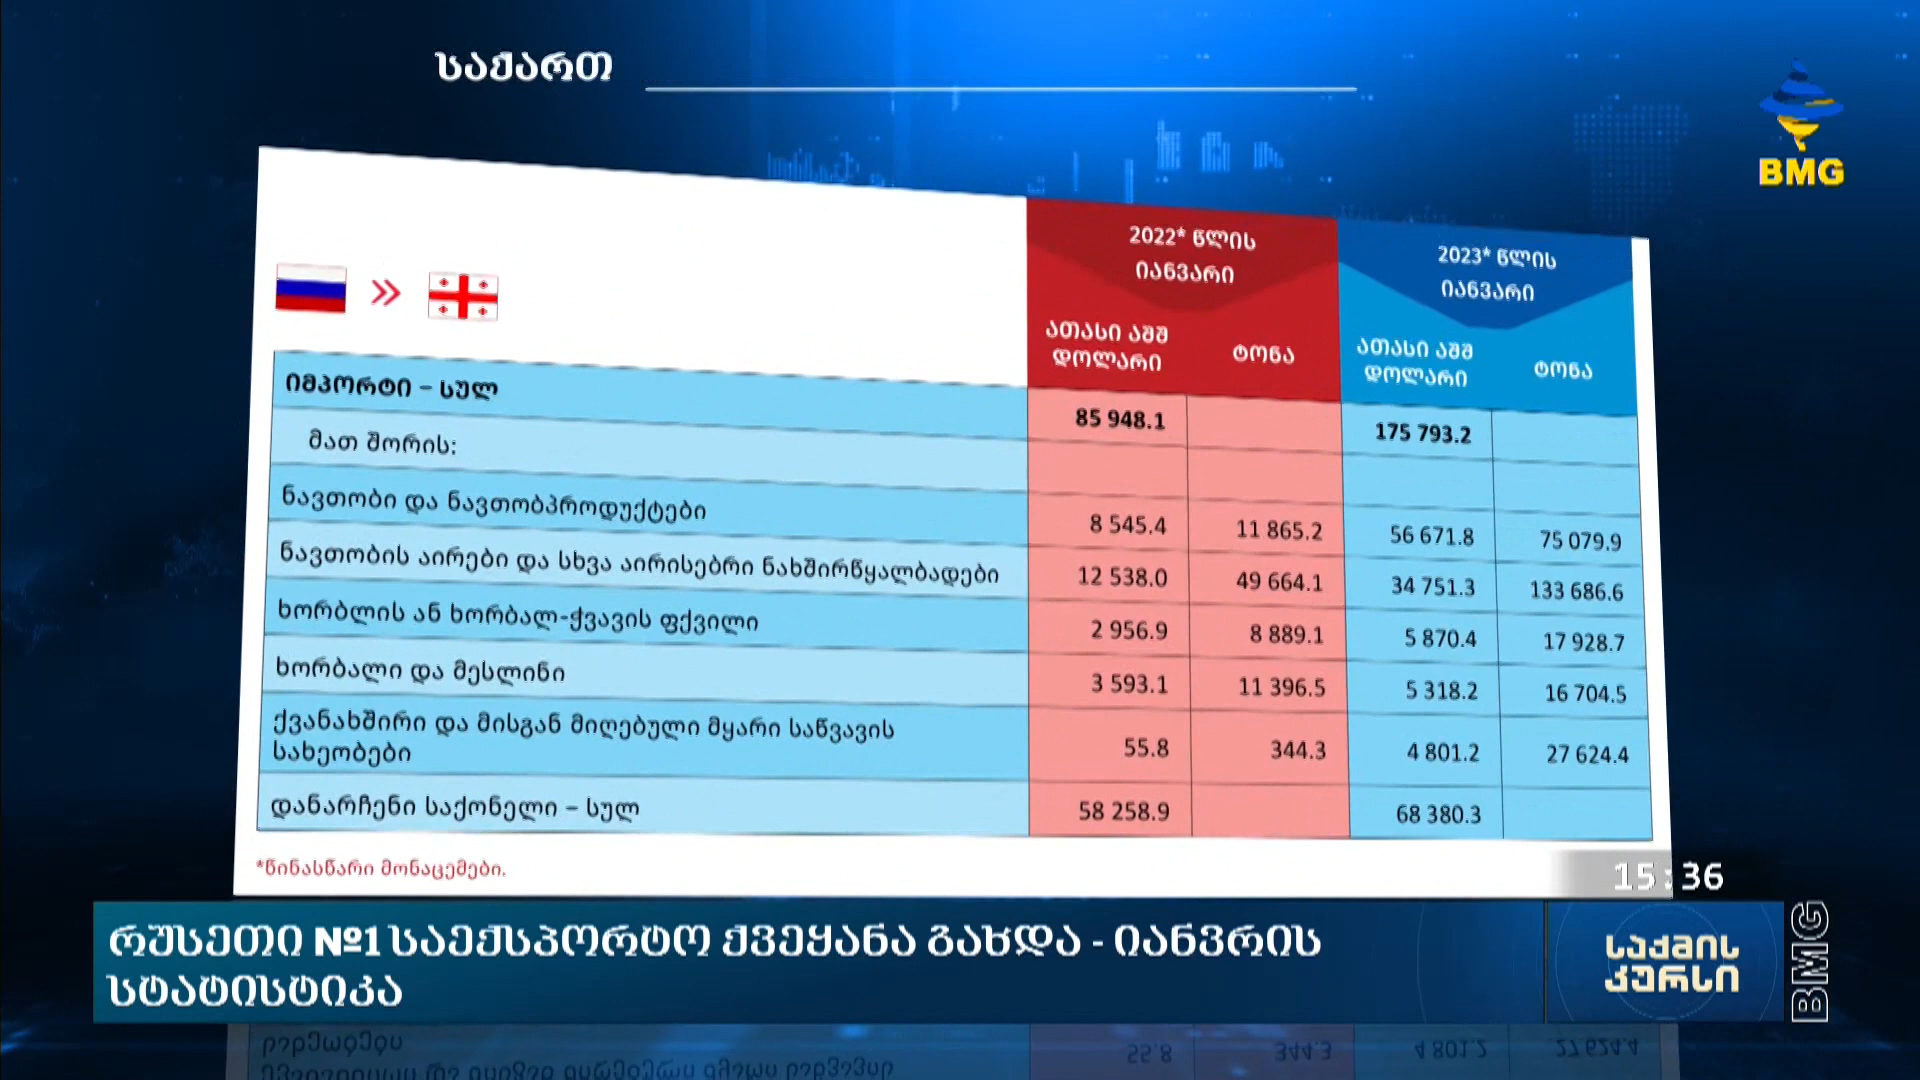 საქართ
BMG
2022* წლის
იანვარი
2023* წლის
იანვარი
ათასი აშშ
დოლარი
ტონა
ათასი აშშ
დოლარი
ტონა
იმპორტი – სულ 85 948.1 175 793.2
მათ შორის:
ნავთობი და ნავთობპროდუქტები 8 545.4 11 865.2 56 671.8 75 079.9
ნავთობის აირები და სხვა აირისებრი ნახშირწყალბადები 12 538.0 49 664.1 34 751.3 133 686.6
ხორბლის ან ხორბალ-ჭვავის ფქვილი 2 956.9 8 889.1 5 870.4 17 928.7
ხორბალი და მესლინი 3 593.1 11 396.5 5 318.2 16 704.5
ქვანახშირი და მისგან მიღებული მყარი საწვავის
სახეობები 55.8 344.3 4 801.2 27 624.4
დანარჩენი საქონელი – სულ 58 258.9 68 380.3
*წინასწარი მონაცემები.
15:36
რუსეთი №1 საექსპორტო ქვეყანა გახდა - იანვრის
სტატისტიკა
საქმის
კურსი
BMG